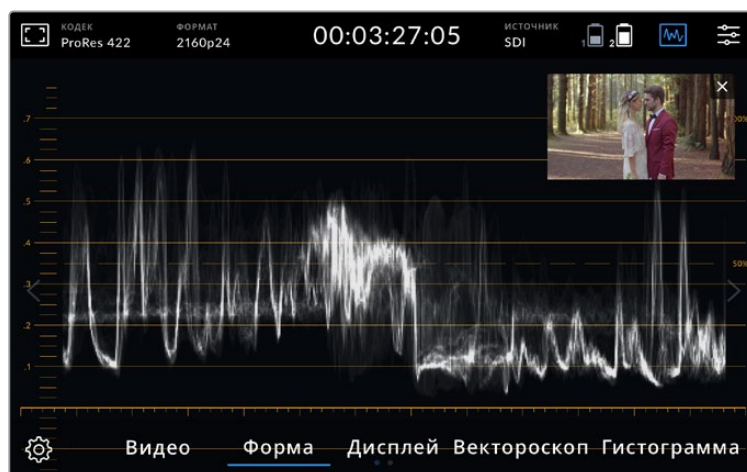 КОДЕК ФОРМАТ ИСТОЧНИК
ProRes 422 2160p24 00:03:27:05 SDI 1 2
.7
.6
.5
.4
50%
.3
.2
.1
Видео Форма Дисплей Вектороскоп Гистограмма